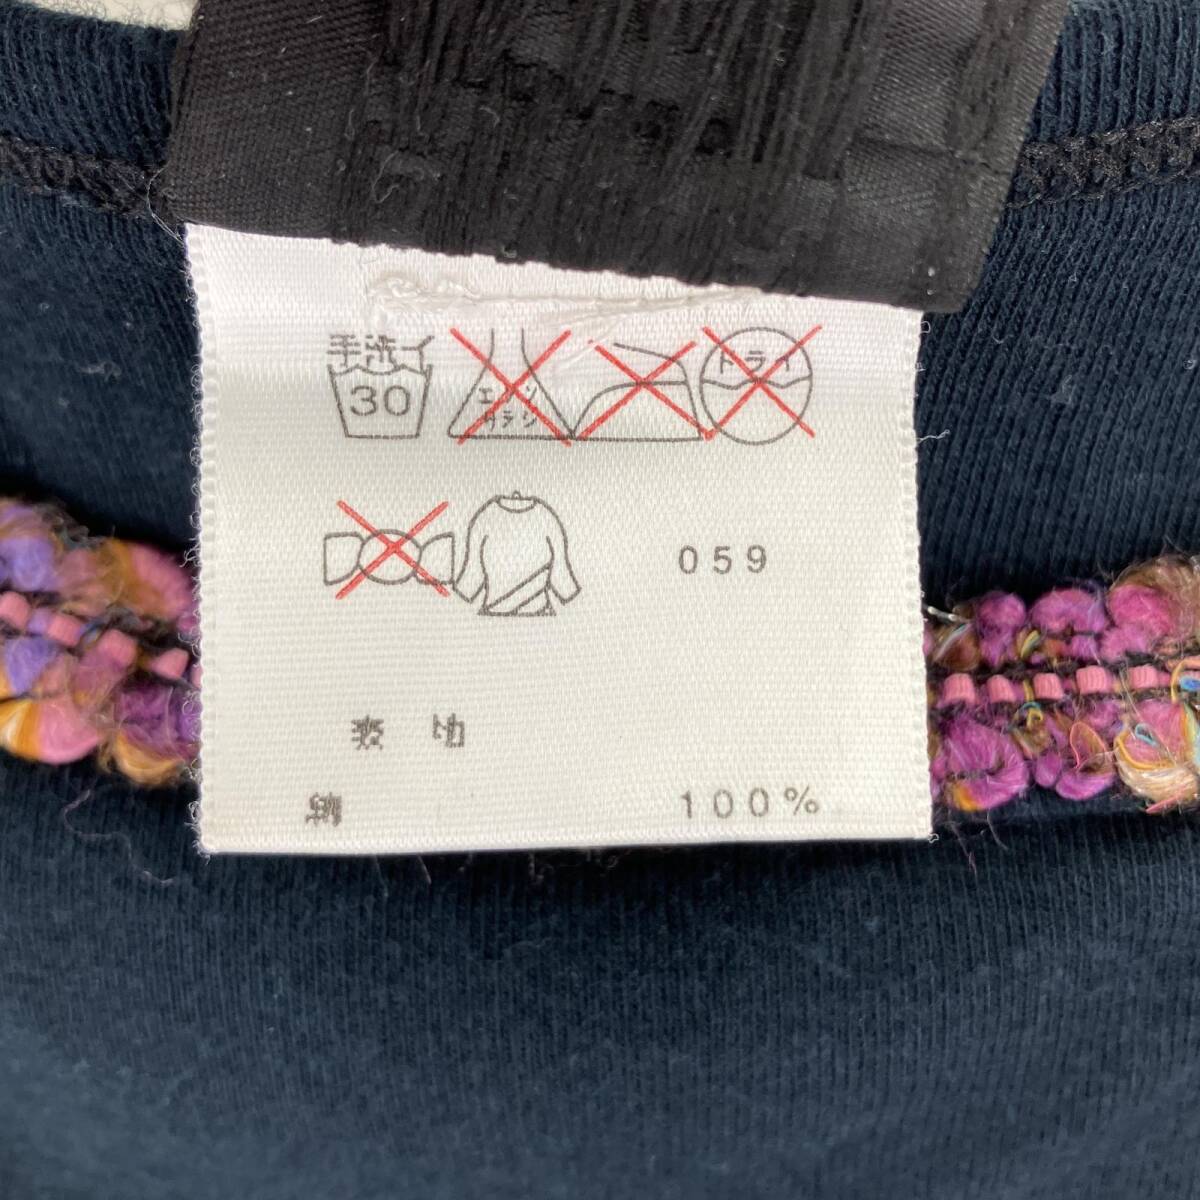 手洗イ エンソ ドライ
30 サラシ
059
表地
綿 100%